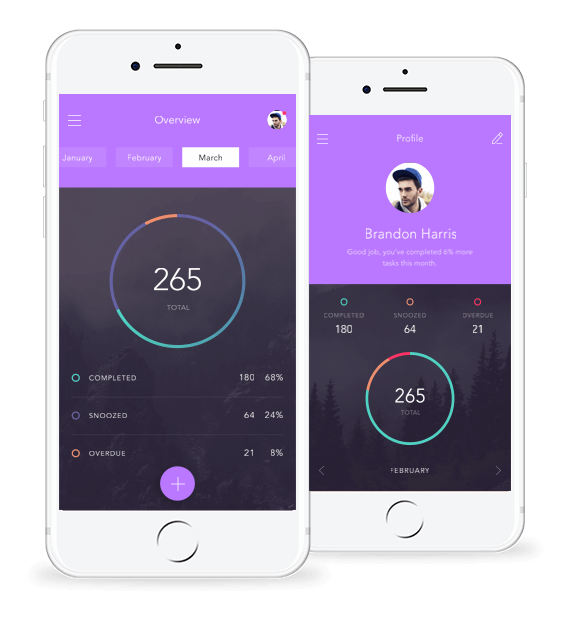 Overview
January February March April
265
TOTAL
COMPLETED 180 68%
SNOOZED 64 24%
OVERDUE 21 8%
Profile
Brandon Harris
Good job, you've completed 6% more
tasks this month.
COMPLETED SNOOZED OVERDUE
180 64 21
265
TOTAL
FEBRUARY